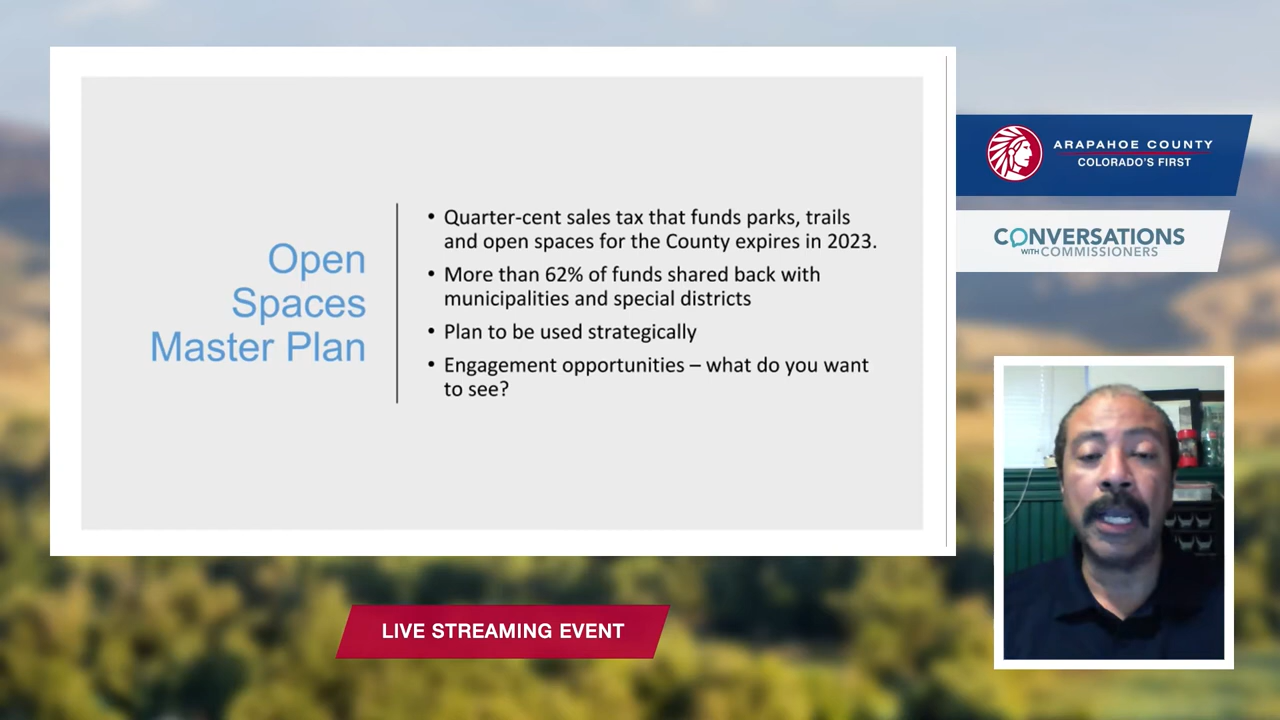 Open
Spaces
Master Plan
• Quarter-cent sales tax that funds parks, trails
and open spaces for the County expires in 2023.
• More than 62% of funds shared back with
municipalities and special districts
• Plan to be used strategically
• Engagement opportunities – what do you want
to see?
ARAPAHOE COUNTY
COLORADO'S FIRST
CONVERSATIONS
WITH COMMISSIONERS
LIVE STREAMING EVENT